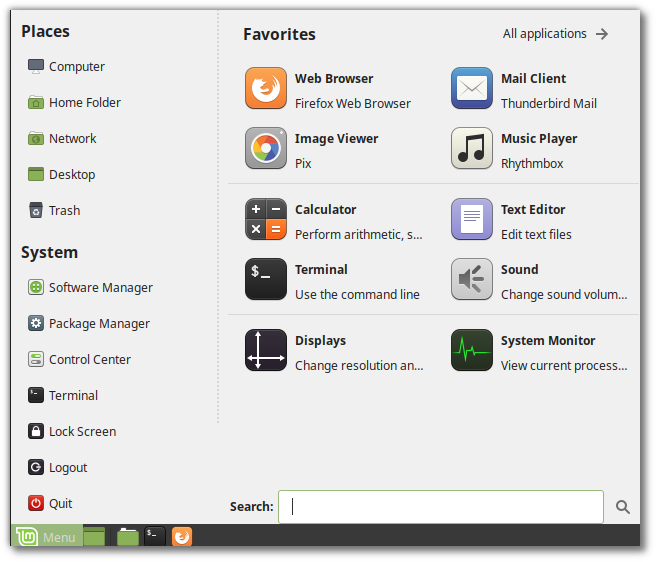 Places
Computer
Home Folder
Network
Desktop
Trash
System
Software Manager
Package Manager
Control Center
Terminal
Lock Screen
Logout
Quit
Favorites
All applications
Web Browser
Firefox Web Browser
Mail Client
Thunderbird Mail
Image Viewer
Pix
Music Player
Rhythmbox
Calculator
Perform arithmetic, s...
Text Editor
Edit text files
Terminal
Use the command line
Sound
Change sound volum...
Displays
Change resolution an...
System Monitor
View current process...
Search:
Menu